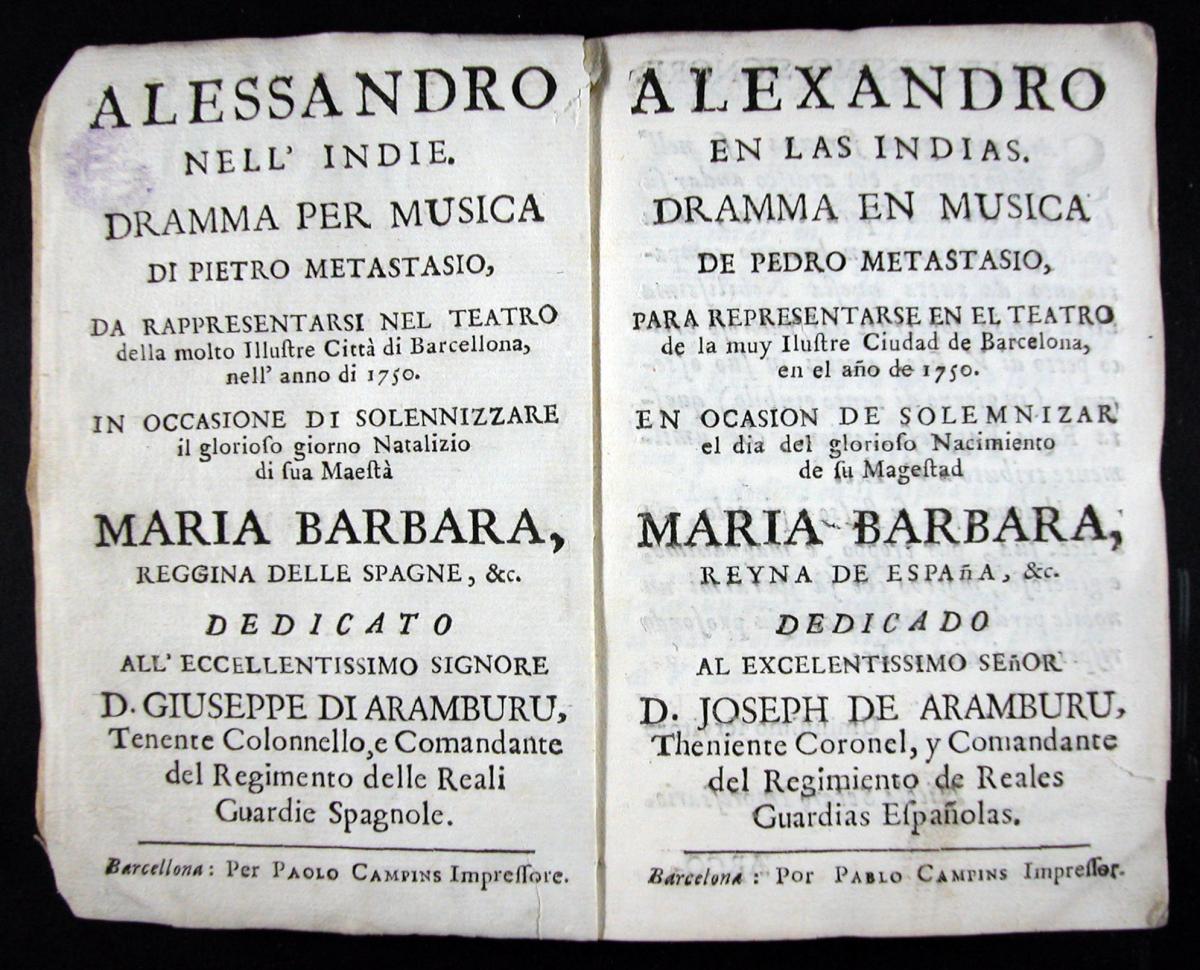 ALESSANDRO
NELL' INDIE.
DRAMMA PER MUSICA
DI PIETRO METASTASIO,
DA RAPPRESENTARSI NEL TEATRO
della molto Illuſtre Città di Barcellona,
nell' anno di 1750.
IN OCCASIONE DI SOLENNIZZARE
il glorioſo giorno Natalizio
di ſua Maeſtà
MARIA BARBARA,
REGGINA DELLE SPAGNE, &c.
DEDICATO
ALL' ECCELLENTISSIMO SIGNORE
D. GIUSEPPE DI ARAMBURU,
Tenente Colonnello, e Comandante
del Regimento delle Reali
Guardie Spagnole.
Barcellona: Per PAOLO CAMPINS Impreſſore.
ALEXANDRO
EN LAS INDIAS.
DRAMMA EN MUSICA
DE PEDRO METASTASIO,
PARA REPRESENTARSE EN EL TEATRO
de la muy Iluſtre Ciudad de Barcelona,
en el año de 1750.
EN OCASION DE SOLEMNIZAR
el dia del glorioſo Nacimiento
de ſu Mageſtad
MARIA BARBARA,
REYNA DE ESPAñA, &c.
DEDICADO
AL EXCELENTISSIMO SEñOR
D. JOSEPH DE ARAMBURU,
Theniente Coronel, y Comandante
del Regimiento de Reales
Guardias Eſpañolas.
Barcelona: Por PABLO CAMPINS Impreſſor.